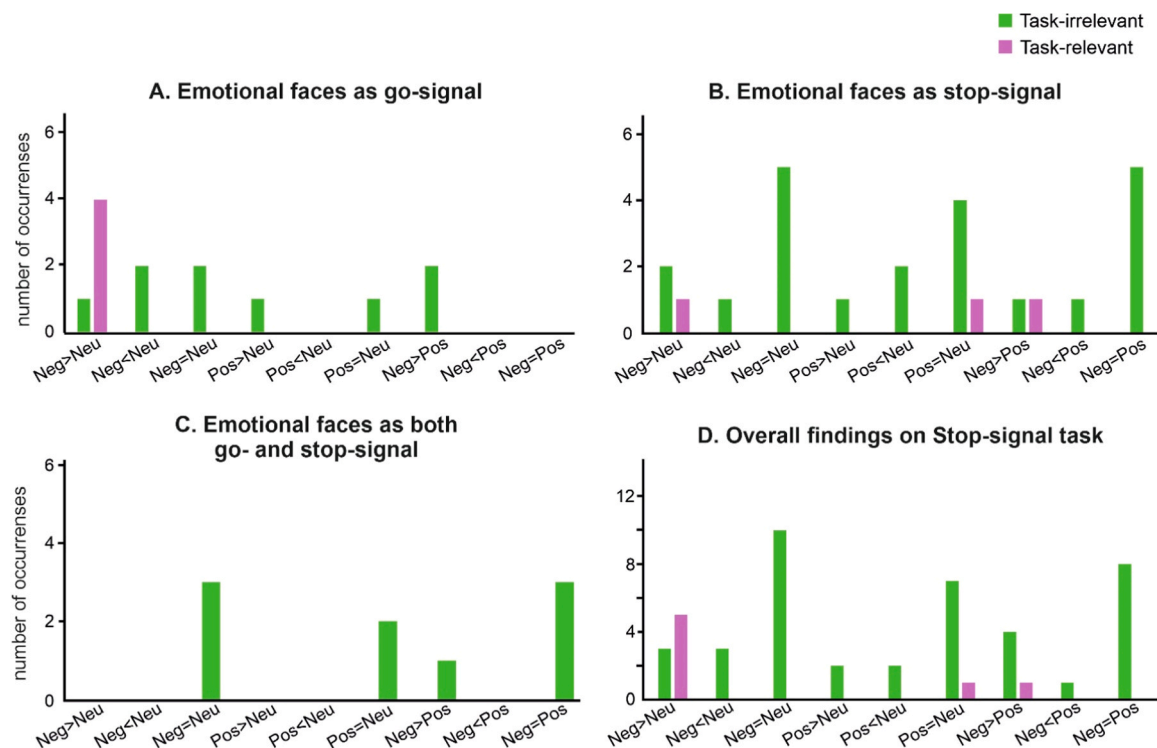 Task-irrelevant
Task-relevant
A. Emotional faces as go-signal
number of occurrenses
6
4
2
0
Neg>Neu
Neg<Neu
Neg=Neu
Pos>Neu
Pos<Neu
Pos=Neu
Neg>Pos
Neg<Pos
Neg=Pos
B. Emotional faces as stop-signal
6
4
2
0
Neg>Neu
Neg<Neu
Neg=Neu
Pos>Neu
Pos<Neu
Pos=Neu
Neg>Pos
Neg<Pos
Neg=Pos
C. Emotional faces as both
go- and stop-signal
number of occurrenses
6
4
2
0
Neg>Neu
Neg<Neu
Neg=Neu
Pos>Neu
Pos<Neu
Pos=Neu
Neg>Pos
Neg<Pos
Neg=Pos
D. Overall findings on Stop-signal task
12
8
4
0
Neg>Neu
Neg<Neu
Neg=Neu
Pos>Neu
Pos<Neu
Pos=Neu
Neg>Pos
Neg<Pos
Neg=Pos